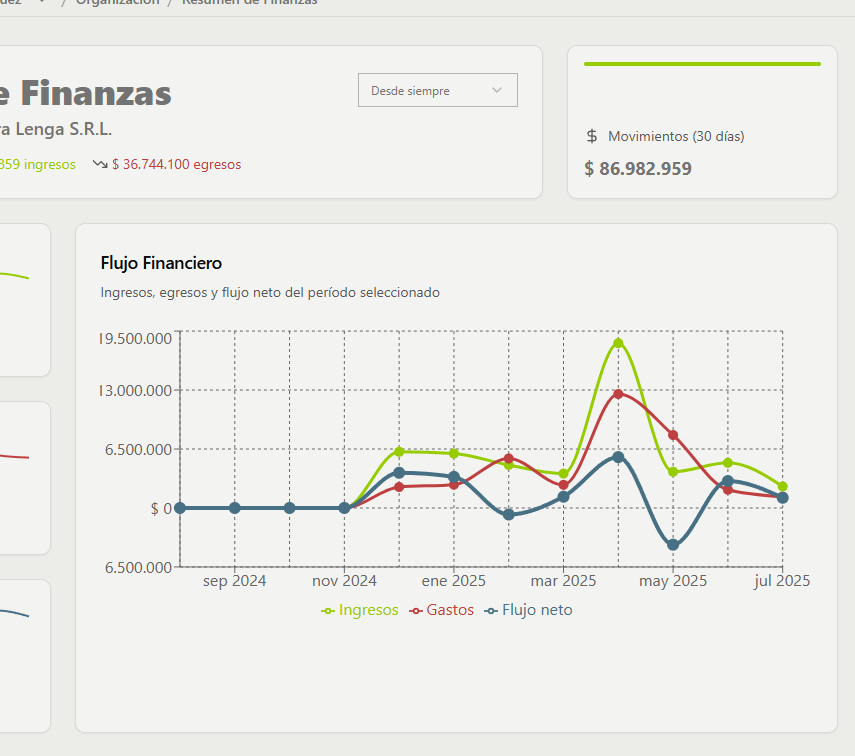 / Organización / Resumen de Finanzas
e Finanzas
Desde siempre
ra Lenga S.R.L.
359 ingresos $ 36.744.100 egresos
$ Movimientos (30 días)
$ 86.982.959
Flujo Financiero
Ingresos, egresos y flujo neto del período seleccionado
19.500.000
13.000.000
6.500.000
$ 0
6.500.000
sep 2024 nov 2024 ene 2025 mar 2025 may 2025 jul 2025
Ingresos Gastos Flujo neto